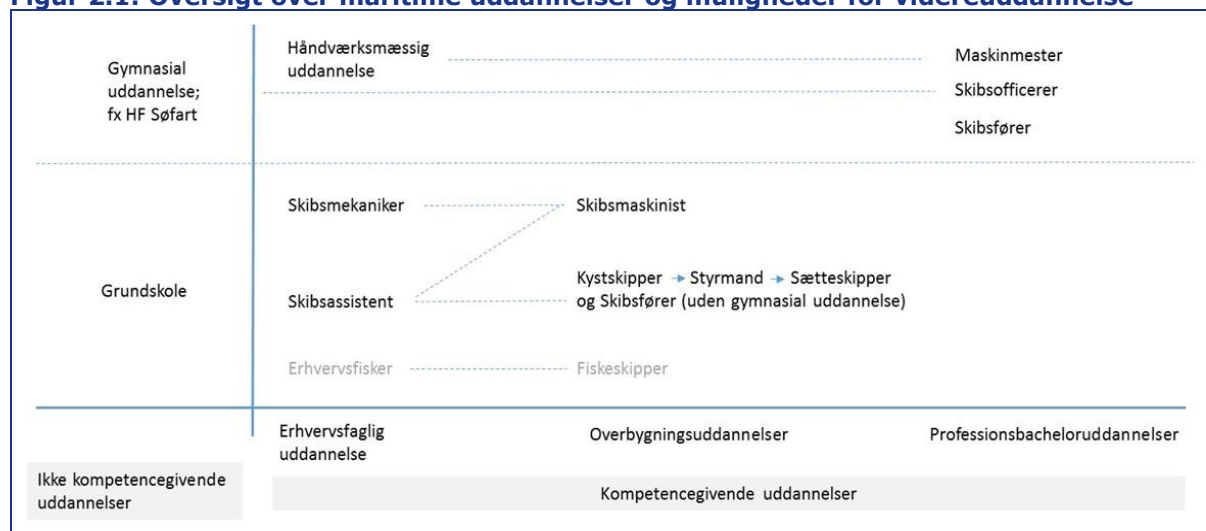 Figur 2.1: Oversigt over maritime uddannelser og muligheder for videreuddannelse
Gymnasial
uddannelse;
fx HF Søfart
Håndværksmæssig
uddannelse
Maskinmester
Skibsofficerer
Skibsfører
Grundskole
Skibsmekaniker
Skibsmaskinist
Skibsassistent
Kystskipper → Styrmand → Sætteskipper
og Skibsfører (uden gymnasial uddannelse)
Erhvervsfisker
Fiskeskipper
Erhvervsfaglig
uddannelse
Overbygningsuddannelser
Professionsbacheloruddannelser
Ikke kompetencegivende
uddannelser
Kompetencegivende uddannelser